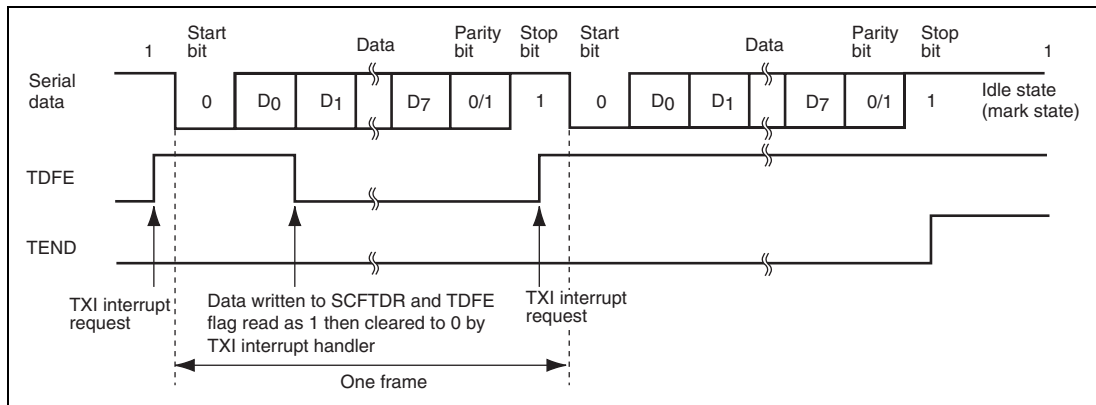 Start bit
Data
Parity bit
Stop bit
Start bit
Data
Parity bit
Stop bit
1
1
Serial data
0
D0
D1
D7
0/1
1
0
D0
D1
D7
0/1
1
Idle state
(mark state)
TDFE
TEND
TXI interrupt
request
Data written to SCFTDR and TDFE
flag read as 1 then cleared to 0 by
TXI interrupt handler
TXI interrupt
request
One frame